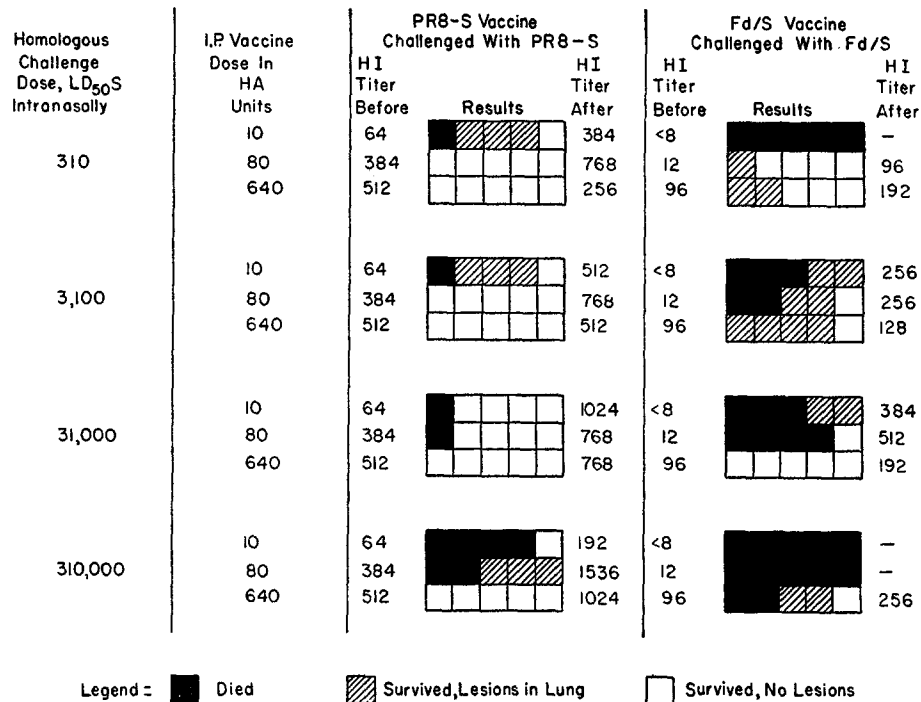 PR8-S Vaccine
Challenged With PR8-S
Fd/S Vaccine
Challenged With Fd/S
Homologous
Challenge
Dose, LD50S
Intranasally
I.P. Vaccine
Dose In
HA
Units
HI
Titer
Before
Results
HI
Titer
After
HI
Titer
Before
Results
HI
Titer
After
310
10 64 384 <8 –
80 384 768 12 96
640 512 256 96 192
3,100
10 64 512 <8 256
80 384 768 12 256
640 512 512 96 128
31,000
10 64 1024 <8 384
80 384 768 12 512
640 512 768 96 192
310,000
10 64 192 <8 –
80 384 1536 12 –
640 512 1024 96 256
Legend = Died Survived, Lesions in Lung Survived, No Lesions